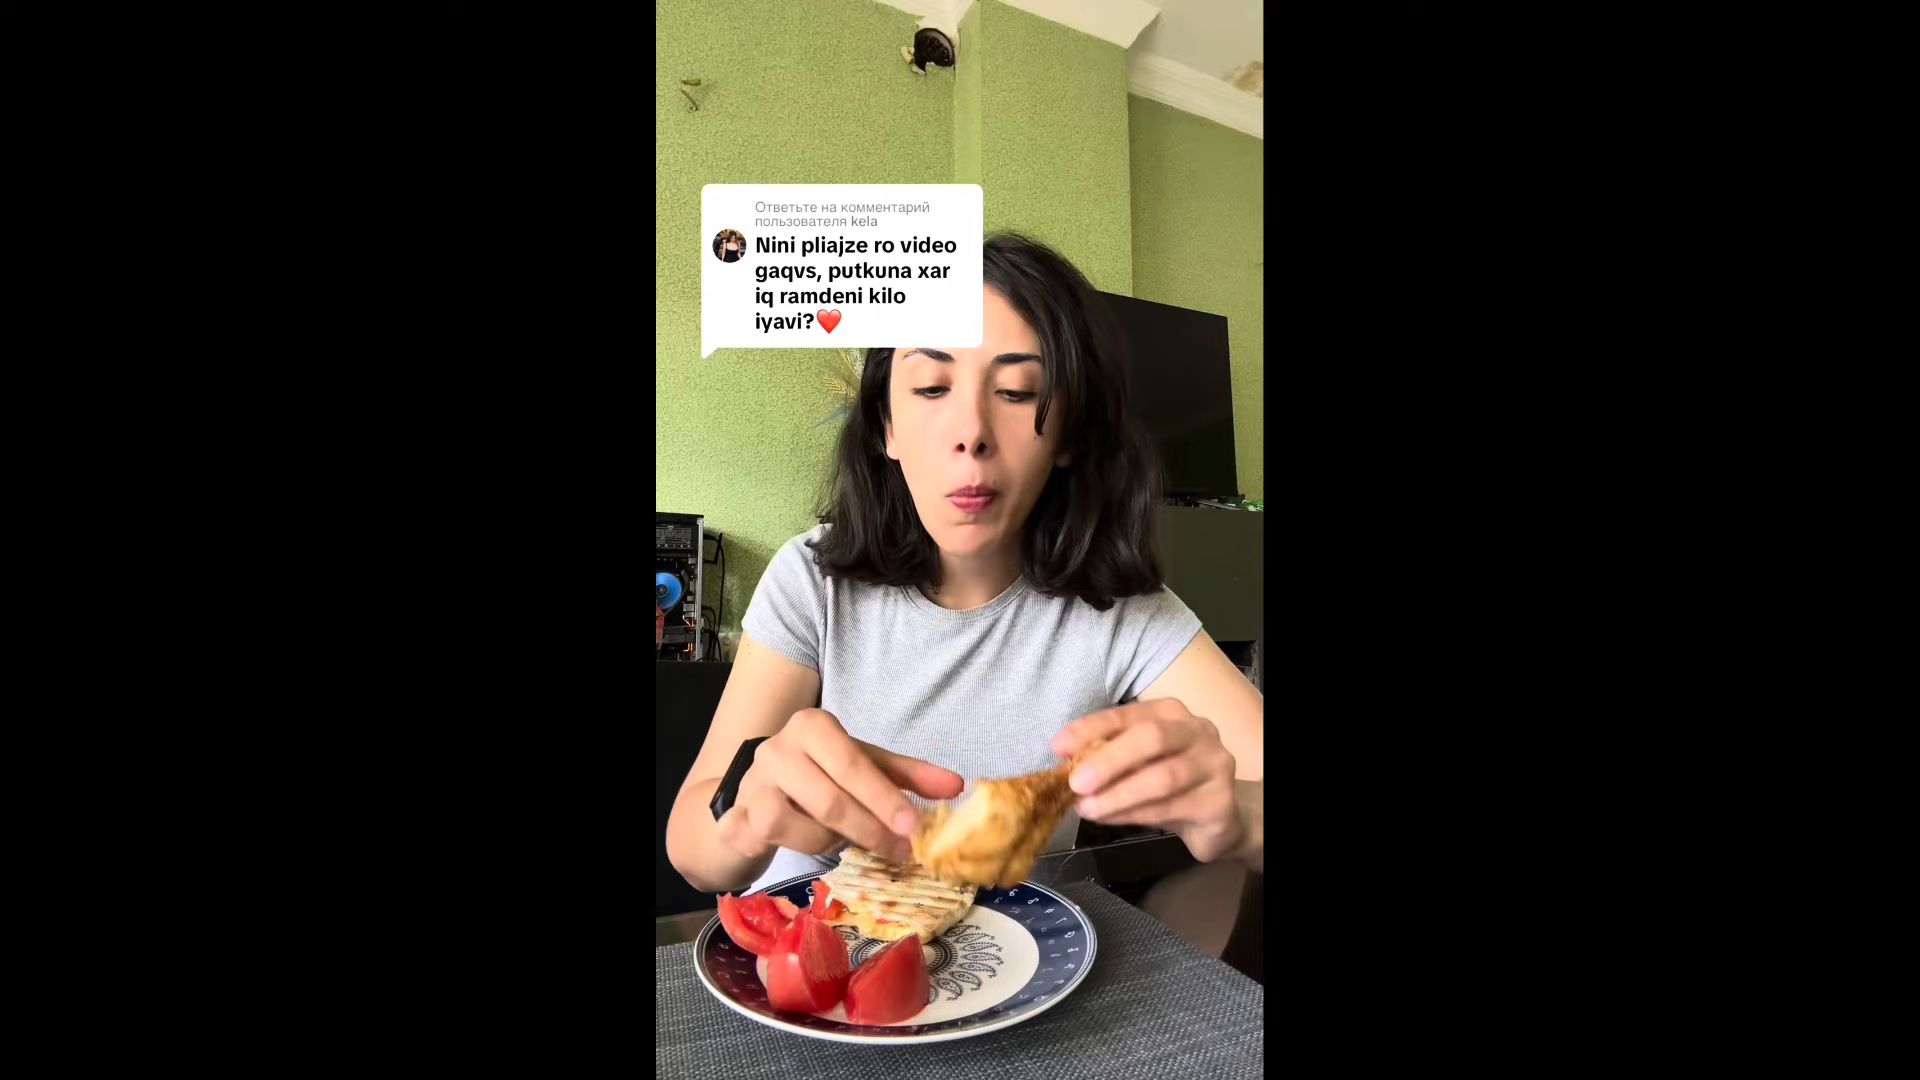 Ответьте на комментарий
пользователя kela
Nini pliajze ro video
gaqvs, putkuna xar
iq ramdeni kilo
iyavi?❤️